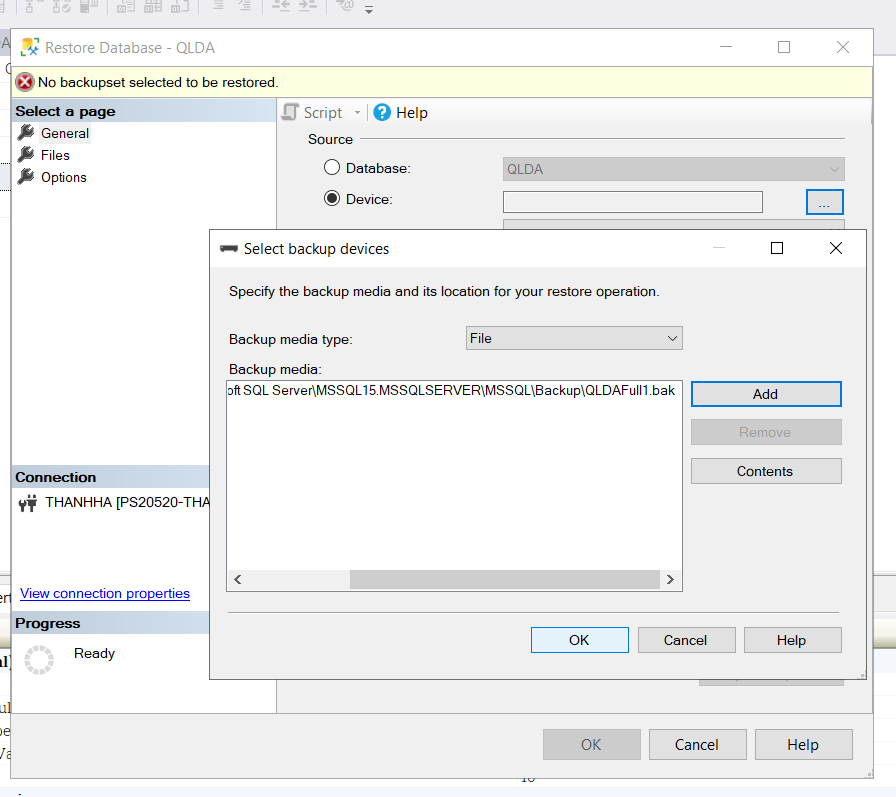 Restore Database - QLDA
No backupset selected to be restored.
Select a page
General
Files
Options
Script
Help
Source
Database:
QLDA
Device:
...
Select backup devices
Specify the backup media and its location for your restore operation.
Backup media type:
File
Backup media:
oft SQL Server\MSSQL15.MSSQLSERVER\MSSQL\Backup\QLDAFull1.bak
Add
Remove
Contents
OK
Cancel
Help
Connection
THANHHA [PS20520-THA
View connection properties
Progress
Ready
OK
Cancel
Help